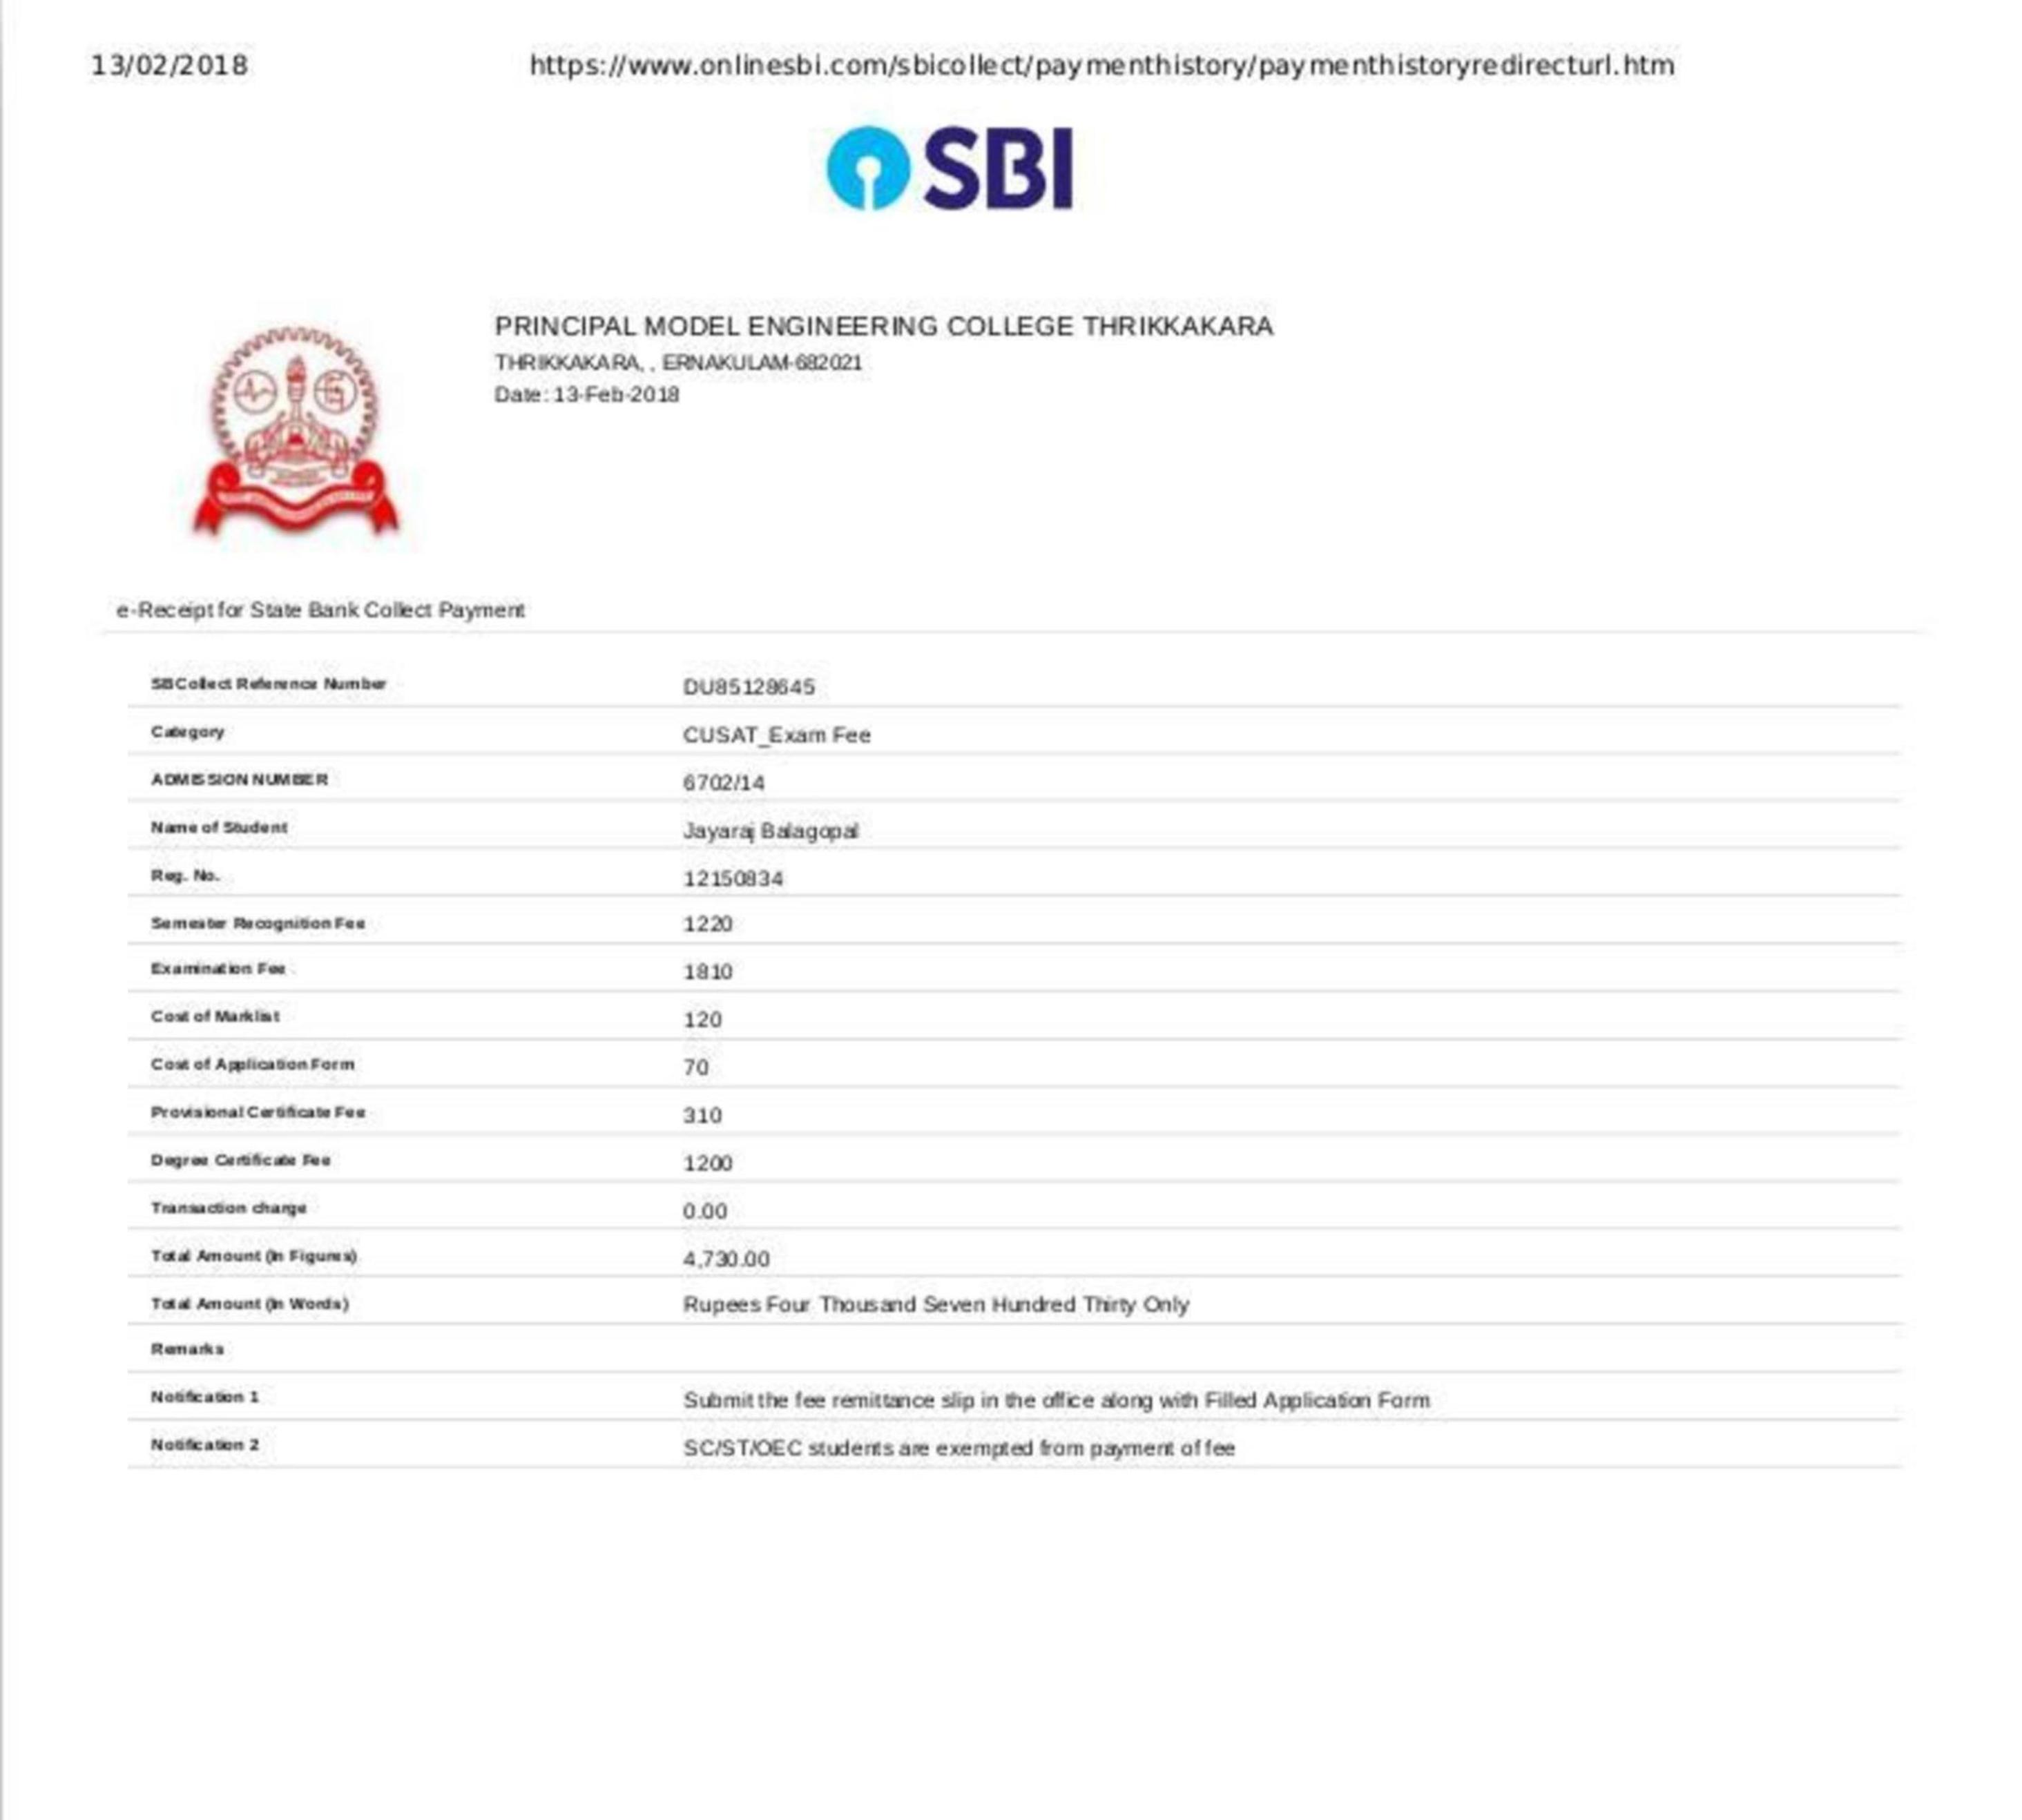 13/02/2018 https://www.onlinesbi.com/sbicollect/paymenthistory/paymenthistoryredirecturl.htm
SBI
PRINCIPAL MODEL ENGINEERING COLLEGE THRIKKAKARA
THRIKKAKARA, , ERNAKULAM-682021
Date: 13-Feb-2018
e-Receipt for State Bank Collect Payment
SBCollect Reference Number DU85128645
Category CUSAT_Exam Fee
ADMISSION NUMBER 6702/14
Name of Student Jayaraj Balagopal
Reg. No. 12150834
Semester Recognition Fee 1220
Examination Fee 1810
Cost of Marklist 120
Cost of Application Form 70
Provisional Certificate Fee 310
Degree Certificate Fee 1200
Transaction charge 0.00
Total Amount (In Figures) 4,730.00
Total Amount (In Words) Rupees Four Thousand Seven Hundred Thirty Only
Remarks
Notification 1 Submit the fee remittance slip in the office along with Filled Application Form
Notification 2 SC/ST/OEC students are exempted from payment of fee